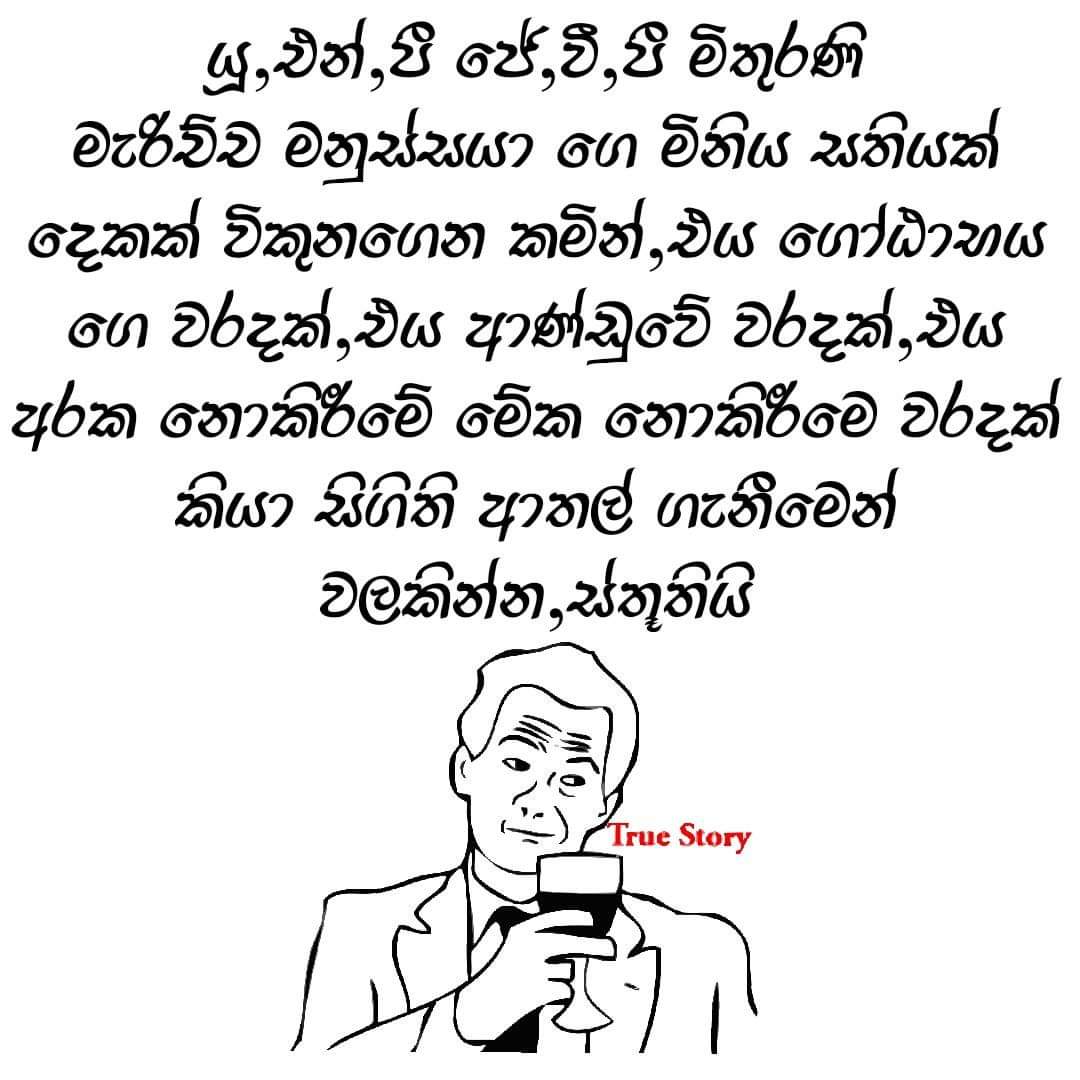 යූ,එන්,පී ජේ,වී,පී මිතුරණි
මැරිච්ච මනුස්සයා ගෙ මිනිය සතියක්
දෙකක් විකුනගෙන කමින්,එය ගෝඨාභය
ගෙ වරදක්,එය ආණ්ඩුවේ වරදක්,එය
අරක නොකිරීමේ මේක නොකිරීමෙ වරදක්
කියා සිගිති ආතල් ගැනීමෙන්
වලකින්න,ස්තූතියි
True Story